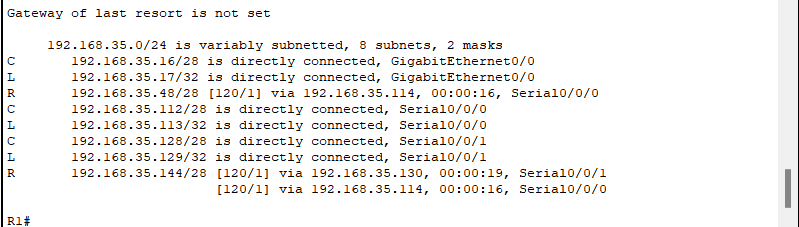 Gateway of last resort is not set
     192.168.35.0/24 is variably subnetted, 8 subnets, 2 masks
C       192.168.35.16/28 is directly connected, GigabitEthernet0/0
L       192.168.35.17/32 is directly connected, GigabitEthernet0/0
R       192.168.35.48/28 [120/1] via 192.168.35.114, 00:00:16, Serial0/0/0
C       192.168.35.112/28 is directly connected, Serial0/0/0
L       192.168.35.113/32 is directly connected, Serial0/0/0
C       192.168.35.128/28 is directly connected, Serial0/0/1
L       192.168.35.129/32 is directly connected, Serial0/0/1
R       192.168.35.144/28 [120/1] via 192.168.35.130, 00:00:19, Serial0/0/1
                          [120/1] via 192.168.35.114, 00:00:16, Serial0/0/0
R1#